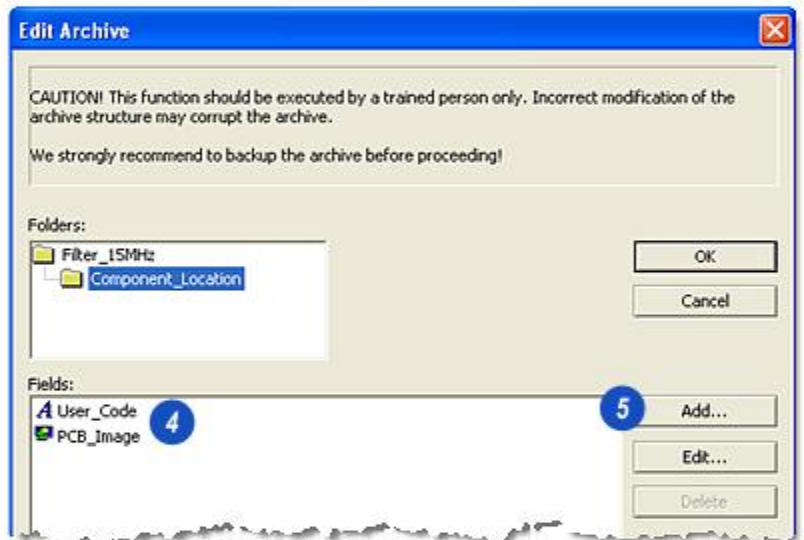 Edit Archive
CAUTION! This function should be executed by a trained person only. Incorrect modification of the
archive structure may corrupt the archive.
We strongly recommend to backup the archive before proceeding!
Folders:
Filter_15MHz
Component_Location
OK
Cancel
Fields:
User_Code
PCB_Image
4
5
Add...
Edit...
Delete